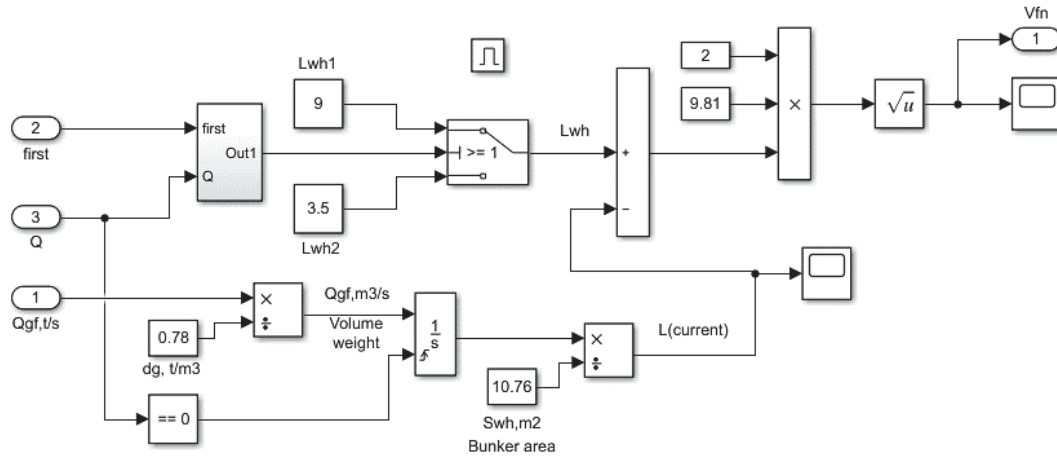 Vfn
1
Lwh1
9
2
9.81
×
√u
2
first
first
Out1
Q
>= 1
Lwh
+
−
3
Q
3.5
Lwh2
1
Qgf,t/s
×
÷
Qgf,m3/s
Volume
weight
0.78
dg, t/m3
1
s
×
÷
L(current)
10.76
Swh,m2
Bunker area
== 0